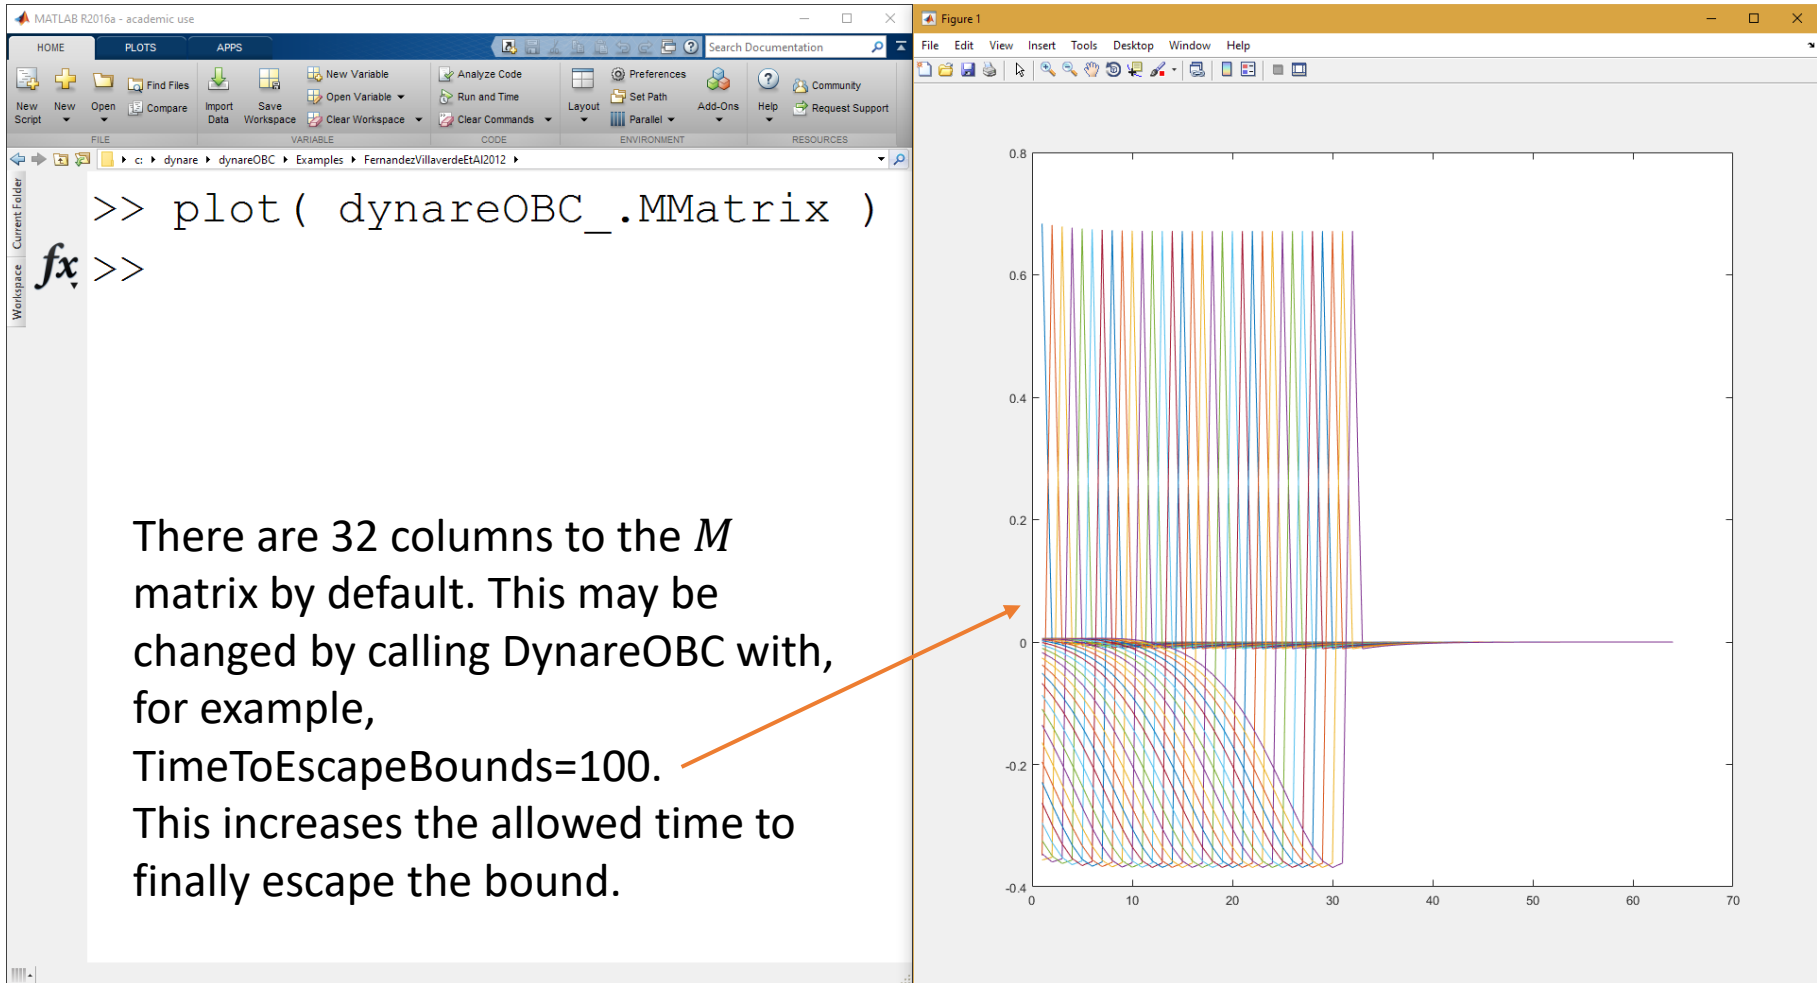 MATLAB R2016a - academic use
HOME PLOTS APPS
Search Documentation
New Script
New
Open
Find Files
Compare
Import Data
Save Workspace
New Variable
Open Variable
Clear Workspace
Analyze Code
Run and Time
Clear Commands
Layout
Preferences
Set Path
Parallel
Add-Ons
Help
Community
Request Support
FILE VARIABLE CODE ENVIRONMENT RESOURCES
c: dynare dynareOBC Examples FernandezVillaverdeEtAl2012
Current Folder
Workspace
>> plot( dynareOBC_.MMatrix )
fx >>
There are 32 columns to the M
matrix by default. This may be
changed by calling DynareOBC with,
for example,
TimeToEscapeBounds=100.
This increases the allowed time to
finally escape the bound.
Figure 1
File Edit View Insert Tools Desktop Window Help
0.8
0.6
0.4
0.2
0
-0.2
-0.4
0 10 20 30 40 50 60 70